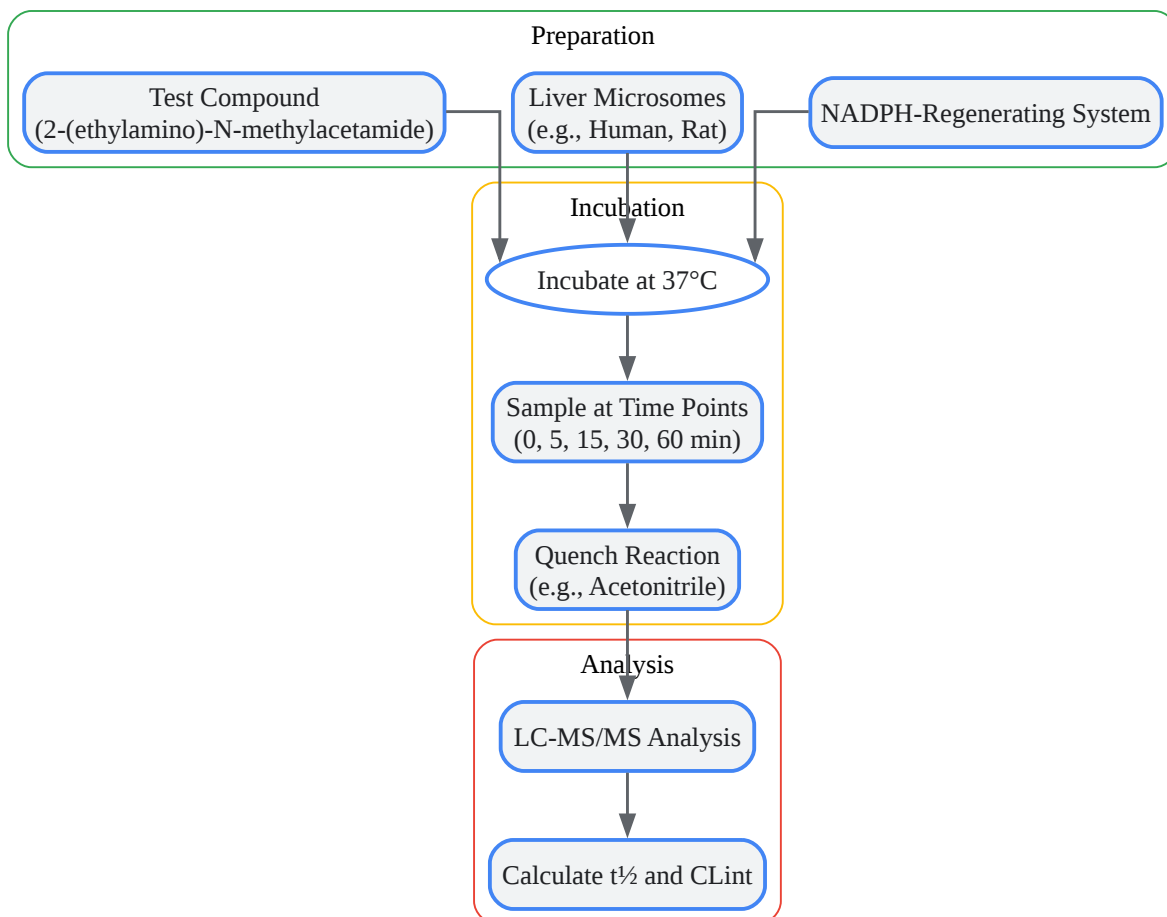 Preparation
Test Compound
(2-(ethylamino)-N-methylacetamide)
Liver Microsomes
(e.g., Human, Rat)
NADPH-Regenerating System
Incubation
Incubate at 37°C
Sample at Time Points
(0, 5, 15, 30, 60 min)
Quench Reaction
(e.g., Acetonitrile)
Analysis
LC-MS/MS Analysis
Calculate t½ and CLint